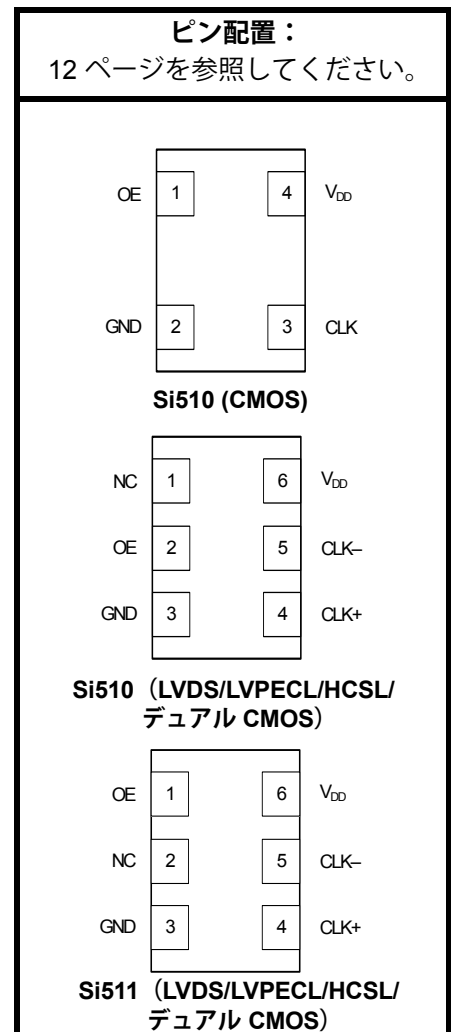 ピン配置：
12 ページを参照してください。
OE 1 4 VDD
GND 2 3 CLK
Si510 (CMOS)
NC 1 6 VDD
OE 2 5 CLK–
GND 3 4 CLK+
Si510（LVDS/LVPECL/HCSL/
デュアル CMOS）
OE 1 6 VDD
NC 2 5 CLK–
GND 3 4 CLK+
Si511（LVDS/LVPECL/HCSL/
デュアル CMOS）